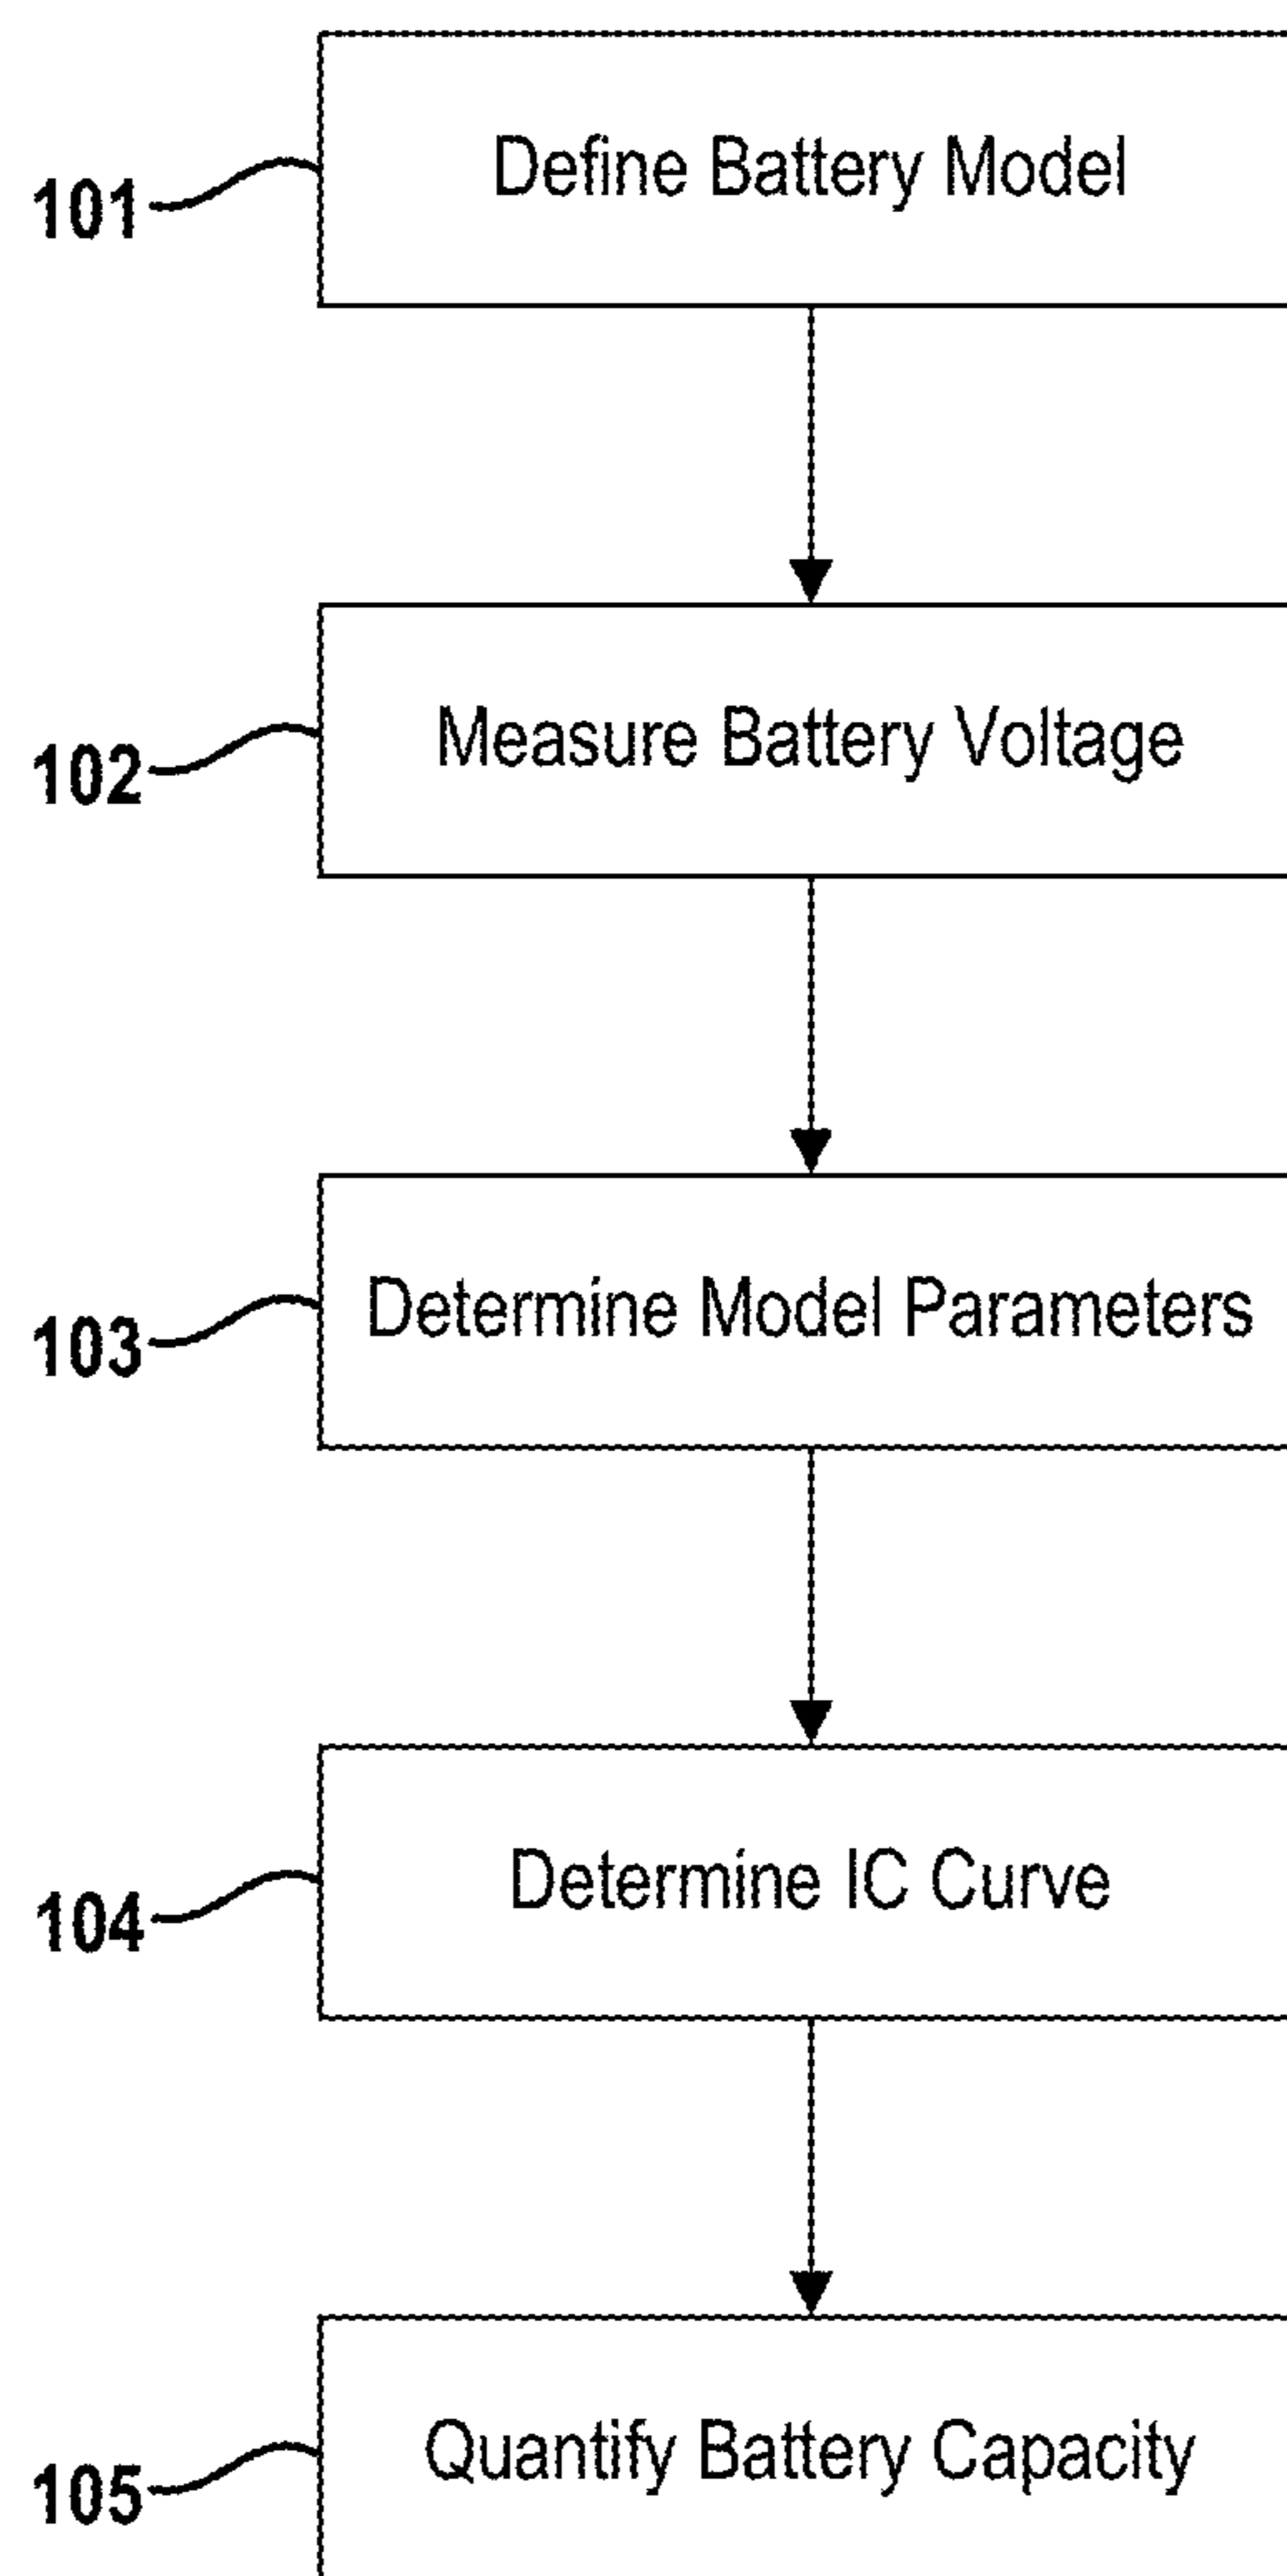 Define Battery Model
101
Measure Battery Voltage
102
Determine Model Parameters
103
Determine IC Curve
104
Quantify Battery Capacity
105